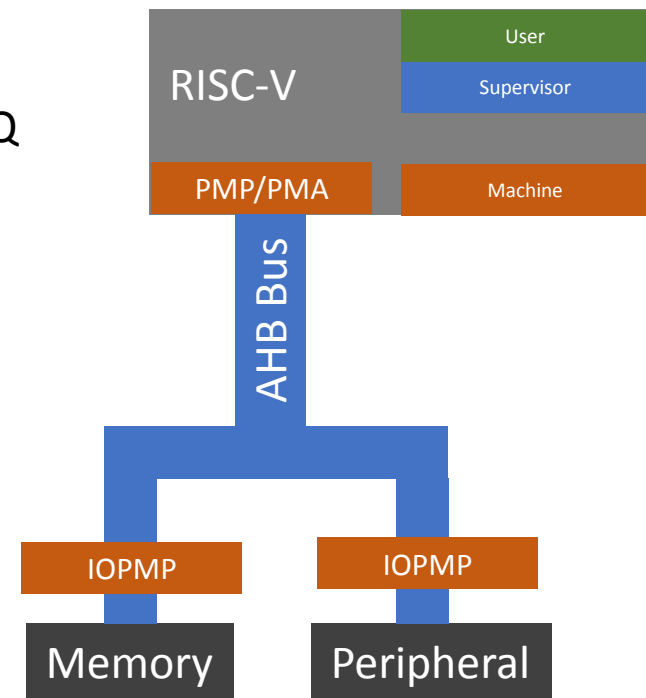 User
RISC-V
Supervisor
Q
PMP/PMA
Machine
AHB Bus
IOPMP
IOPMP
Memory
Peripheral